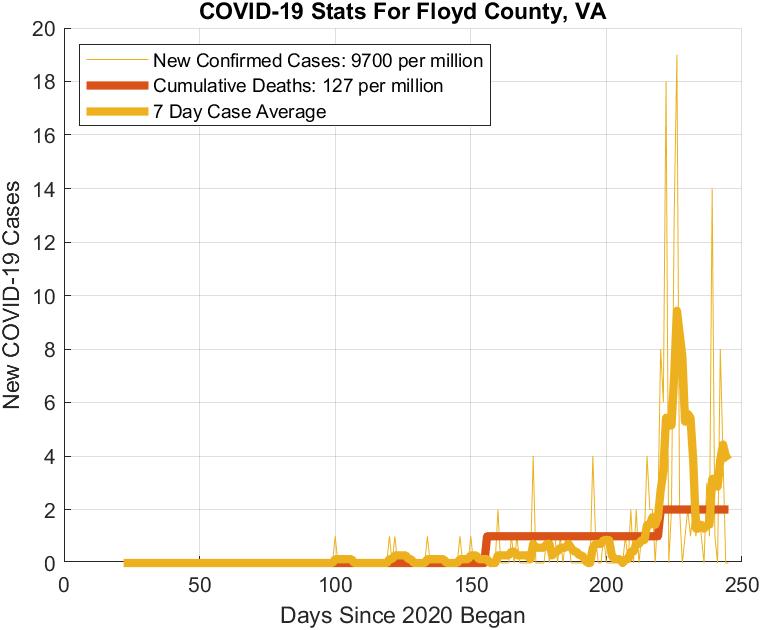 COVID-19 Stats For Floyd County, VA
New Confirmed Cases: 9700 per million
Cumulative Deaths: 127 per million
7 Day Case Average
New COVID-19 Cases
20
18
16
14
12
10
8
6
4
2
0
0 50 100 150 200 250
Days Since 2020 Began